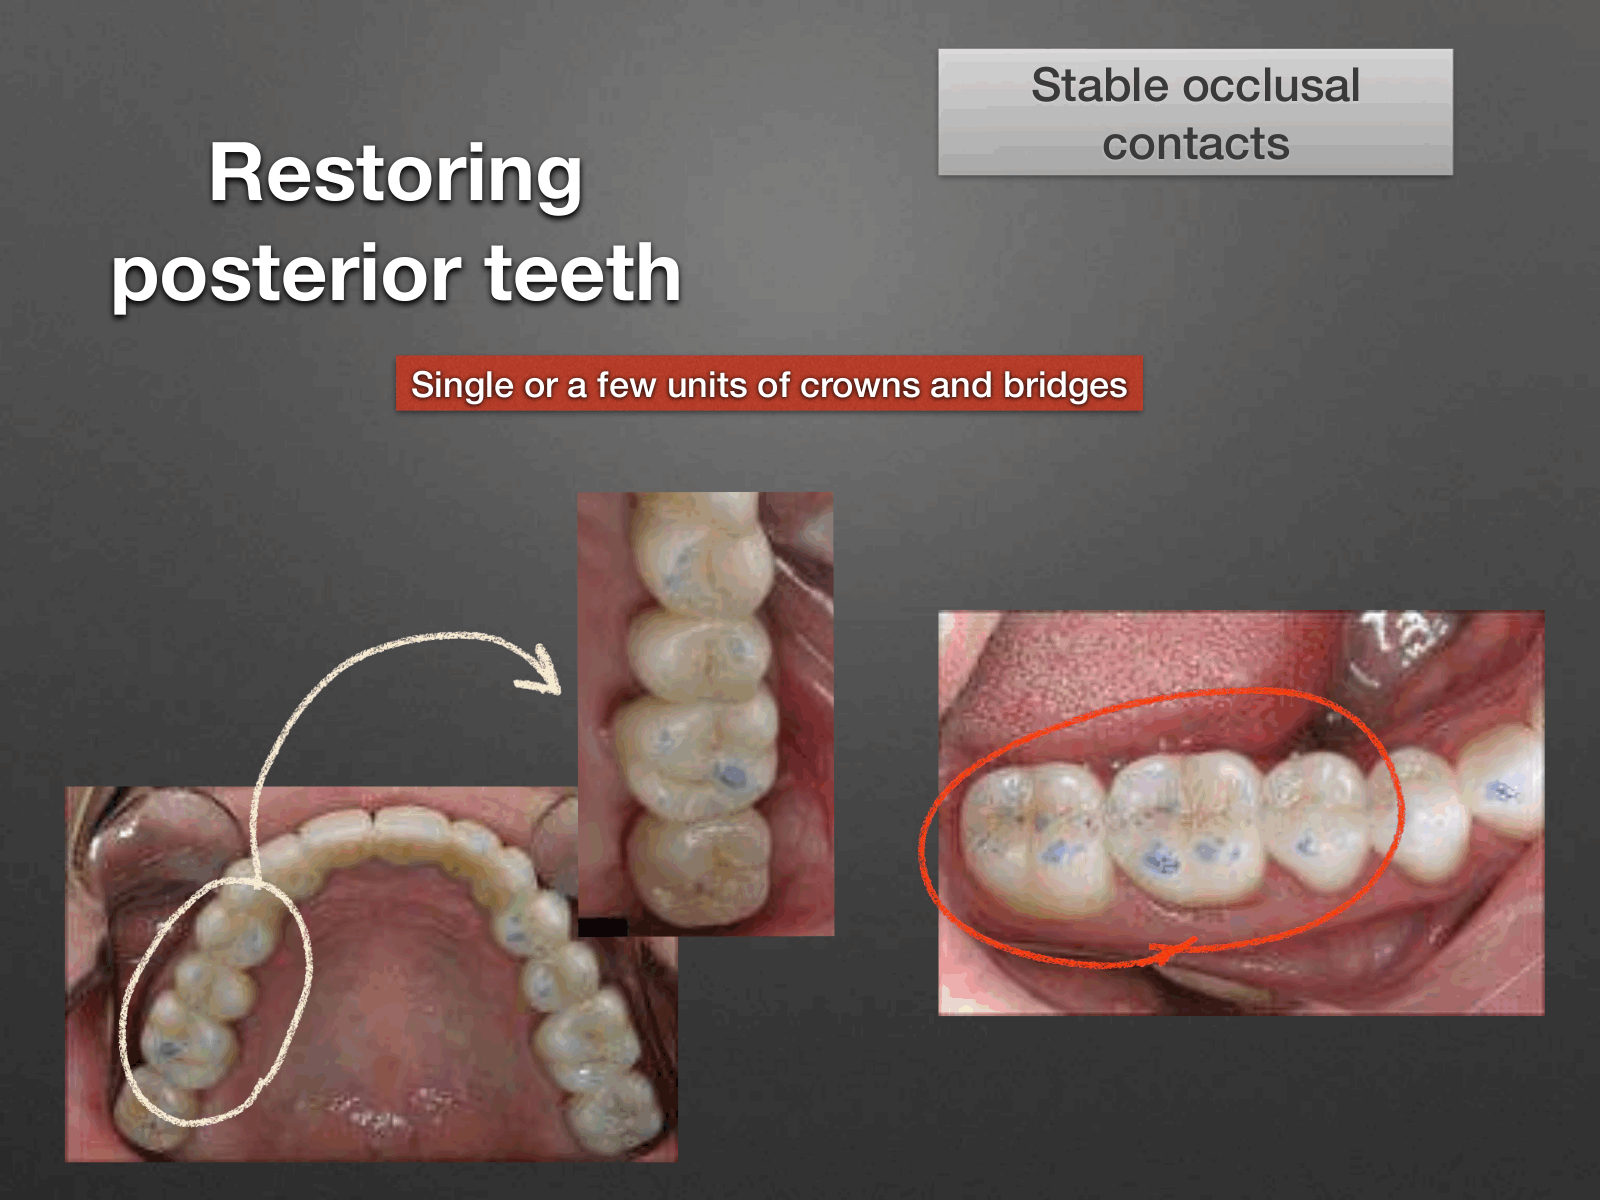 Stable occlusal
contacts
Restoring
posterior teeth
Single or a few units of crowns and bridges